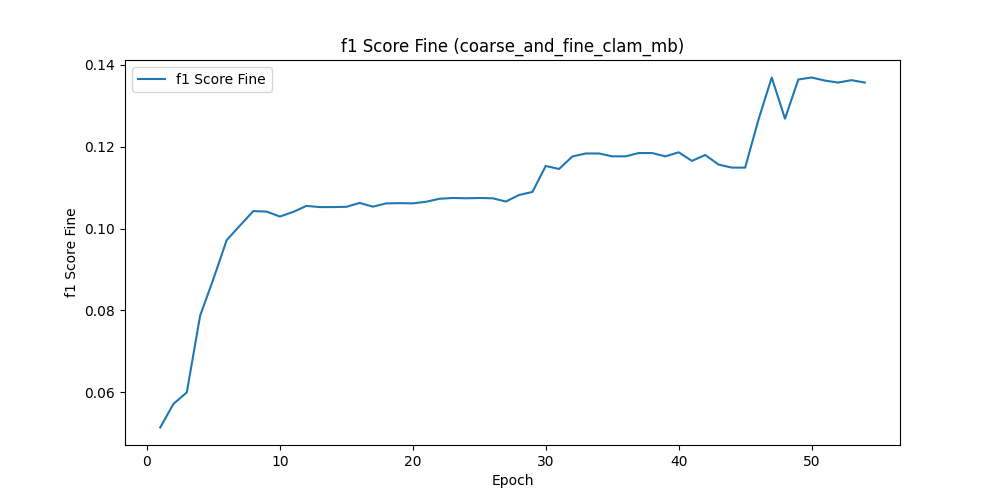 f1 Score Fine (coarse_and_fine_clam_mb)
f1 Score Fine
0.14
0.12
0.10
0.08
0.06
f1 Score Fine
0 10 20 30 40 50
Epoch